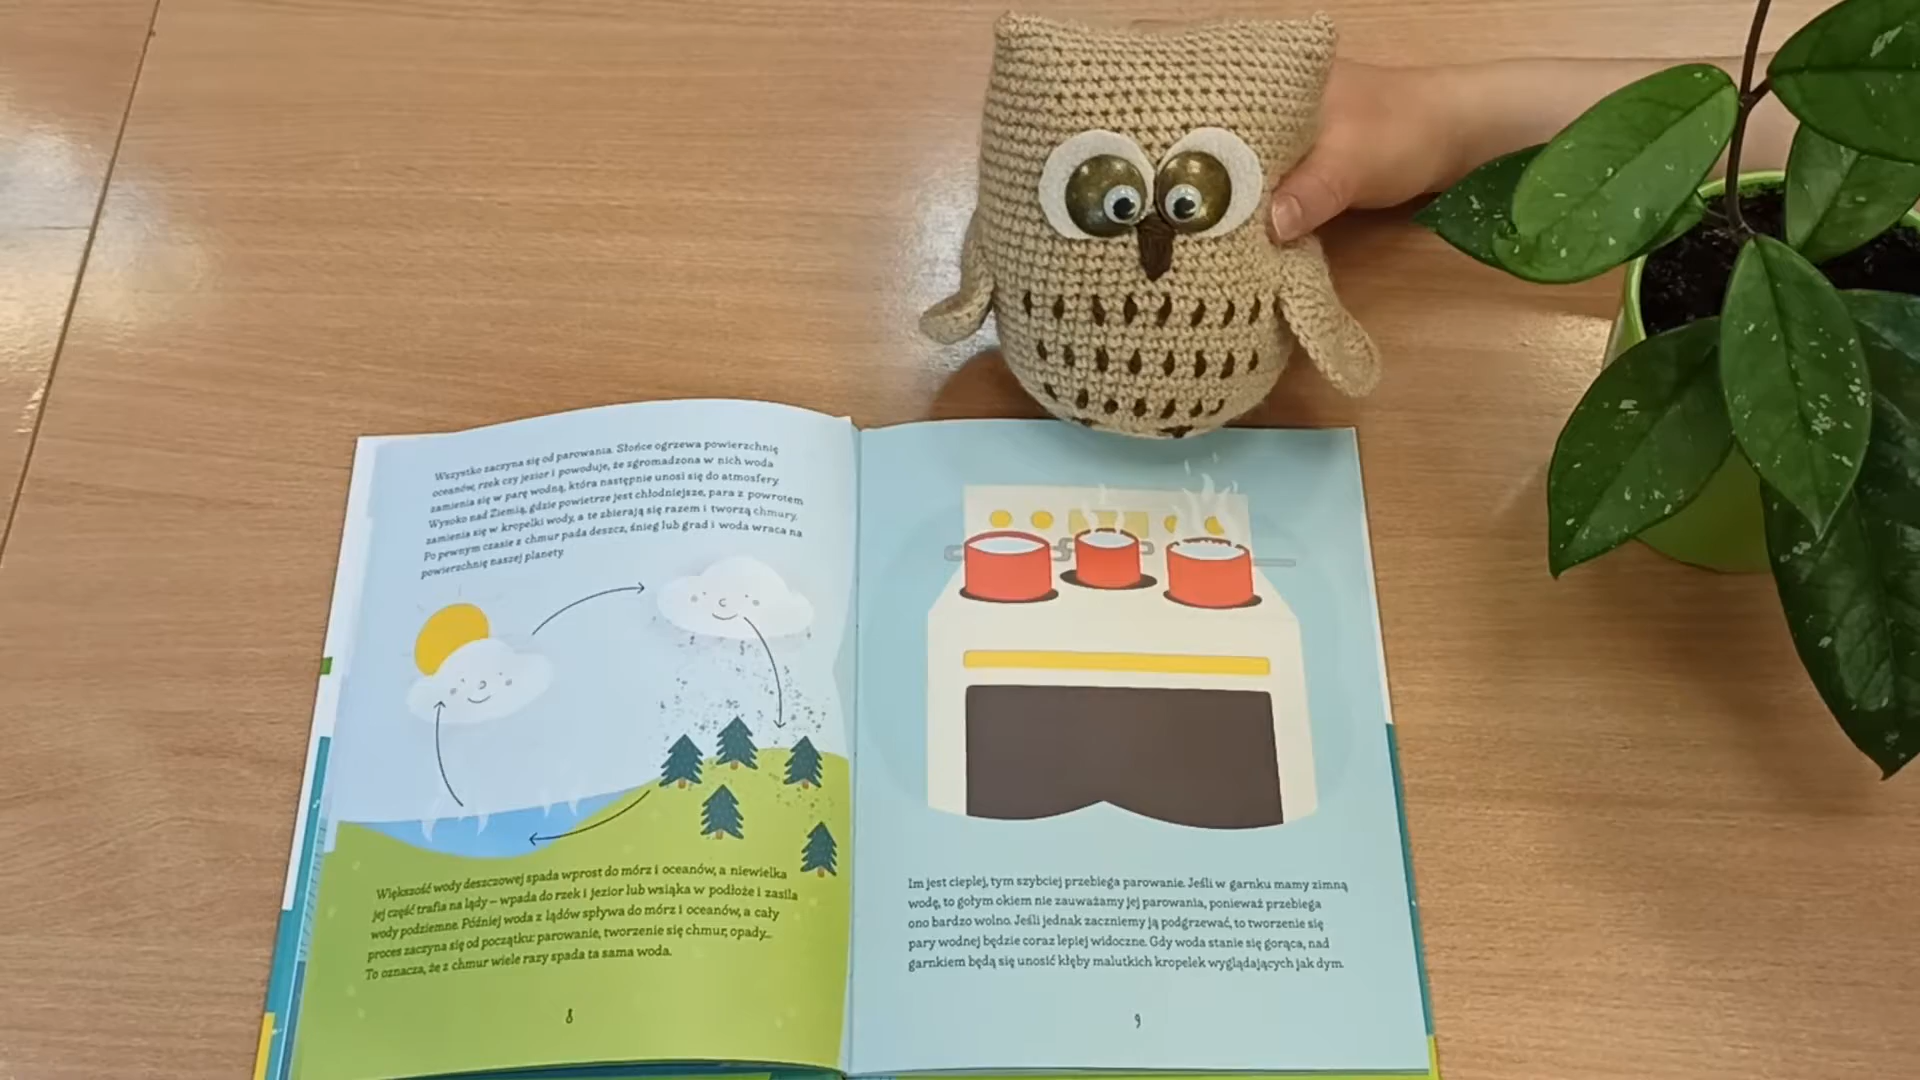 Wszystko zaczyna się od parowania. Słońce ogrzewa powierzchnię
oceanów, rzek czy jezior i powoduje, że zgromadzona w nich woda
zamienia się w parę wodną, która następnie unosi się do atmosfery.
Wysoko nad Ziemią, gdzie powietrze jest chłodniejsze, para z powrotem
zamienia się w kropelki wody, a te zbierają się razem i tworzą chmury.
Po pewnym czasie z chmur pada deszcz, śnieg lub grad i woda wraca na
powierzchnię naszej planety.
Większość wody deszczowej spada wprost do mórz i oceanów, a niewielka
jej część trafia na lądy – wpada do rzek i jezior lub wsiąka w podłoże i zasila
wody podziemne. Później woda z lądów spływa do mórz i oceanów, a cały
proces zaczyna się od początku: parowanie, tworzenie się chmur, opady...
To oznacza, że z chmur wiele razy spada ta sama woda.
8
Im jest cieplej, tym szybciej przebiega parowanie. Jeśli w garnku mamy zimną
wodę, to gołym okiem nie zauważamy jej parowania, ponieważ przebiega
ono bardzo wolno. Jeśli jednak zaczniemy ją podgrzewać, to tworzenie się
pary wodnej będzie coraz lepiej widoczne. Gdy woda stanie się gorąca, nad
garnkiem będą się unosić kłęby malutkich kropelek wyglądających jak dym.
9